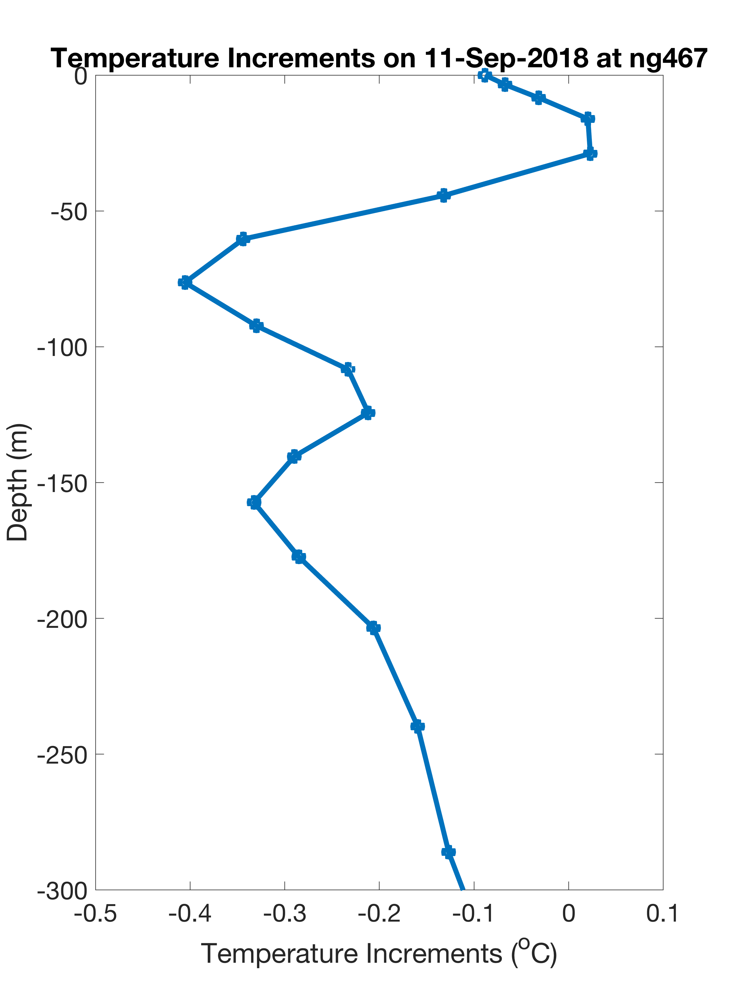 Temperature Increments on 11-Sep-2018 at ng467
0
-50
-100
-150
-200
-250
-300
Depth (m)
-0.5 -0.4 -0.3 -0.2 -0.1 0 0.1
Temperature Increments (oC)